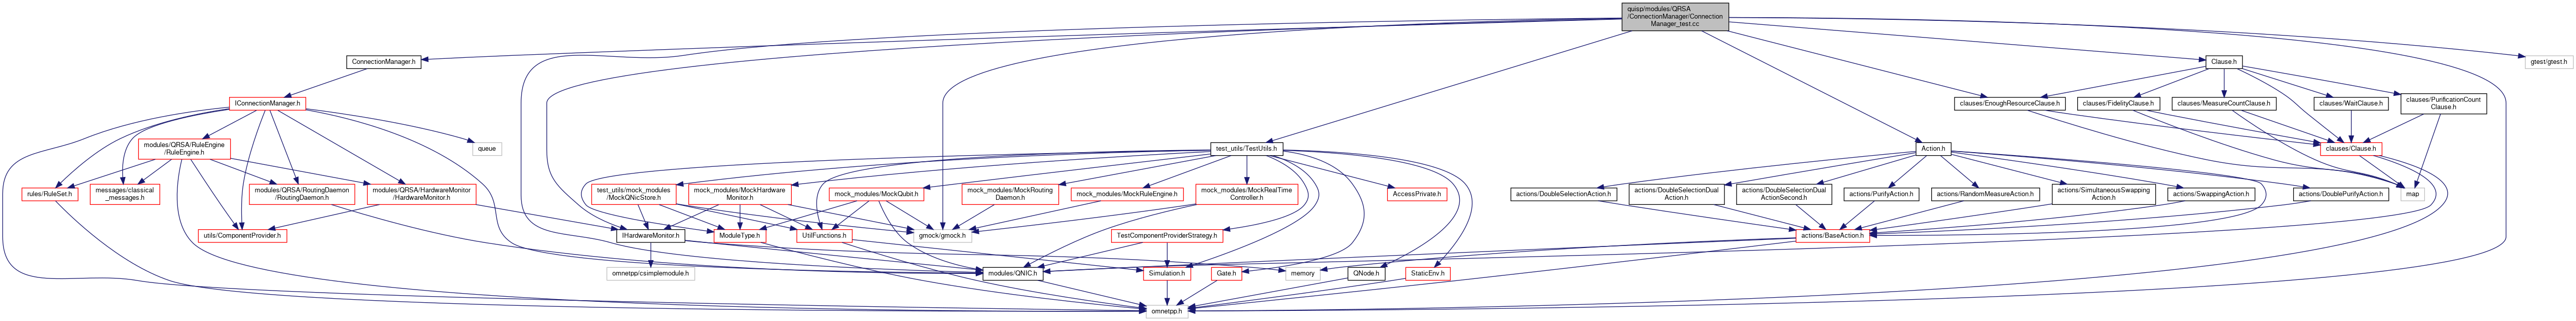 quisp/modules/QRSA
/ConnectionManager/Connection
Manager_test.cc
ConnectionManager.h
Clause.h
gtest/gtest.h
IConnectionManager.h
clauses/EnoughResourceClause.h
clauses/FidelityClause.h
clauses/MeasureCountClause.h
clauses/WaitClause.h
clauses/PurificationCount
Clause.h
modules/QRSA/RuleEngine
/RuleEngine.h
queue
test_utils/TestUtils.h
Action.h
clauses/Clause.h
rules/RuleSet.h
messages/classical
_messages.h
modules/QRSA/RoutingDaemon
/RoutingDaemon.h
modules/QRSA/HardwareMonitor
/HardwareMonitor.h
test_utils/mock_modules
/MockQNicStore.h
mock_modules/MockHardware
Monitor.h
mock_modules/MockQubit.h
mock_modules/MockRouting
Daemon.h
mock_modules/MockRuleEngine.h
mock_modules/MockRealTime
Controller.h
AccessPrivate.h
actions/DoubleSelectionAction.h
actions/DoubleSelectionDual
Action.h
actions/DoubleSelectionDual
ActionSecond.h
actions/PurifyAction.h
actions/RandomMeasureAction.h
actions/SimultaneousSwapping
Action.h
actions/SwappingAction.h
actions/DoublePurifyAction.h
map
utils/ComponentProvider.h
IHardwareMonitor.h
ModuleType.h
UtilFunctions.h
gmock/gmock.h
TestComponentProviderStrategy.h
actions/BaseAction.h
omnetpp/csimplemodule.h
modules/QNIC.h
Simulation.h
Gate.h
memory
QNode.h
StaticEnv.h
omnetpp.h